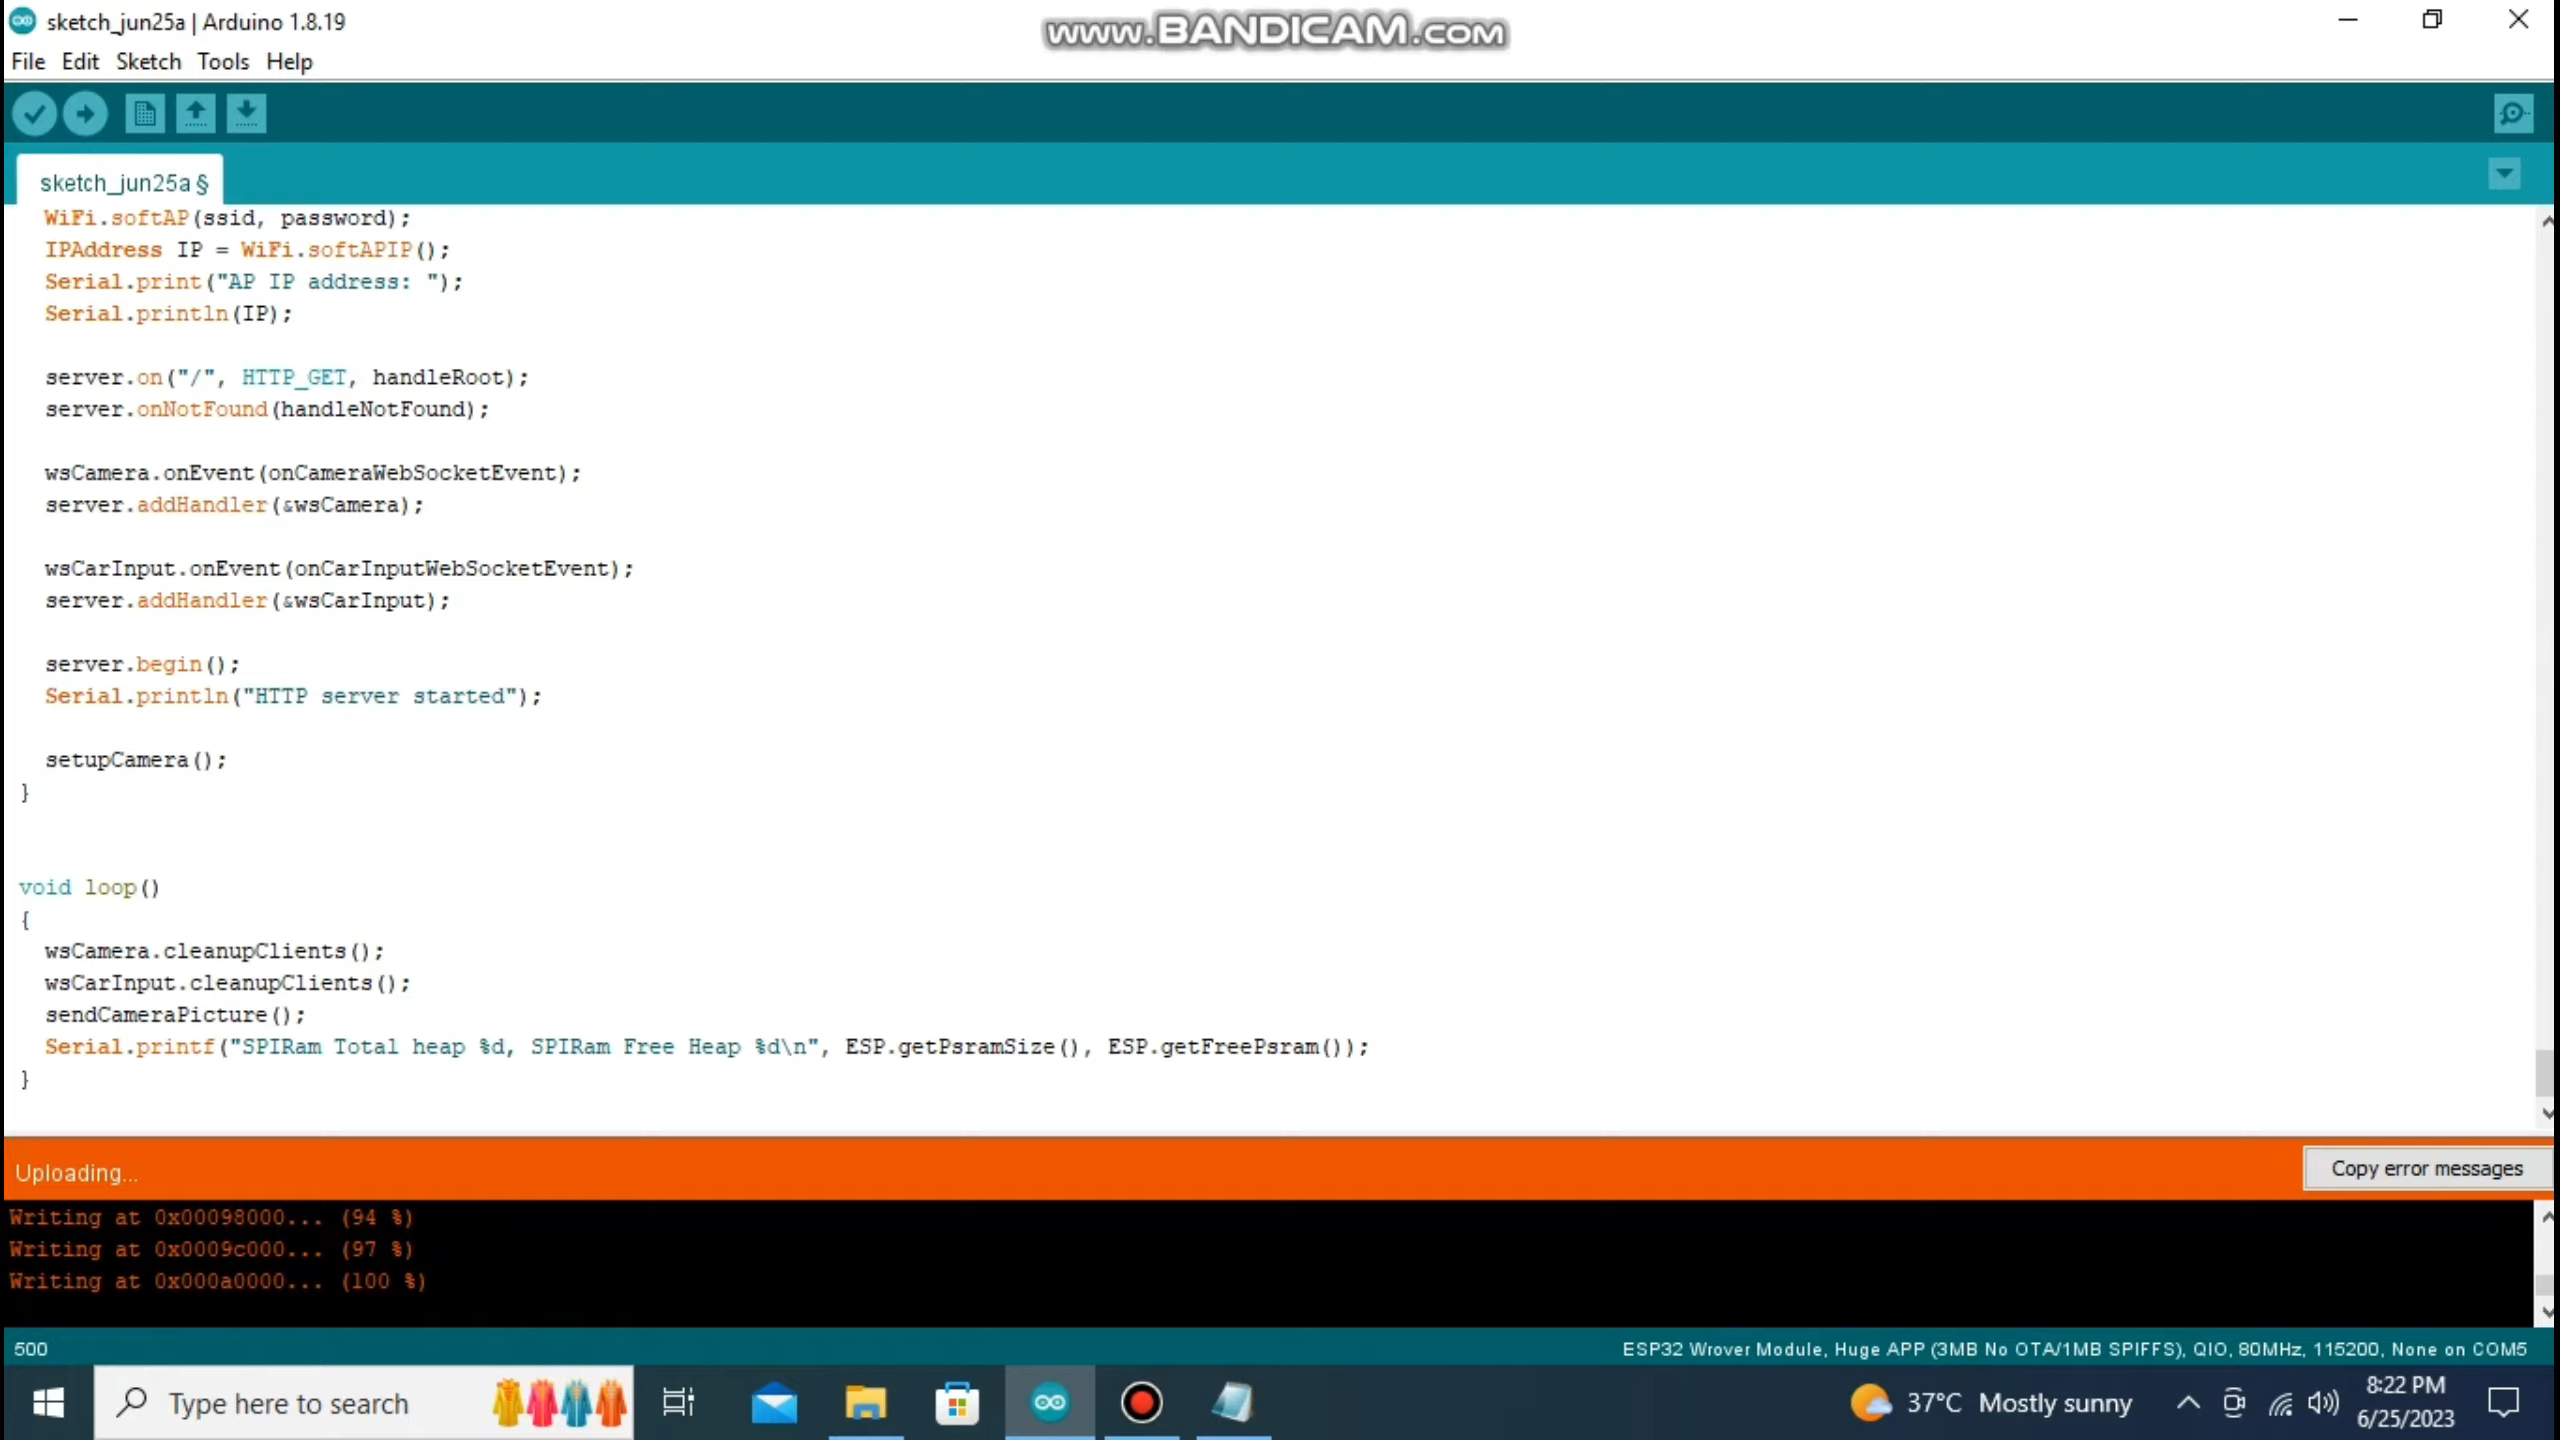 sketch_jun25a | Arduino 1.8.19
www.BANDICAM.com
File Edit Sketch Tools Help
sketch_jun25a §
WiFi.softAP(ssid, password);
IPAddress IP = WiFi.softAPIP();
Serial.print("AP IP address: ");
Serial.println(IP);
server.on("/", HTTP_GET, handleRoot);
server.onNotFound(handleNotFound);
wsCamera.onEvent(onCameraWebSocketEvent);
server.addHandler(&wsCamera);
wsCarInput.onEvent(onCarInputWebSocketEvent);
server.addHandler(&wsCarInput);
server.begin();
Serial.println("HTTP server started");
setupCamera();
}
void loop()
{
wsCamera.cleanupClients();
wsCarInput.cleanupClients();
sendCameraPicture();
Serial.printf("SPIRam Total heap %d, SPIRam Free Heap %d\n", ESP.getPsramSize(), ESP.getFreePsram());
}
Uploading...
Copy error messages
Writing at 0x00098000... (94 %)
Writing at 0x0009c000... (97 %)
Writing at 0x000a0000... (100 %)
500
ESP32 Wrover Module, Huge APP (3MB No OTA/1MB SPIFFS), QIO, 80MHz, 115200, None on COM5
Type here to search
37°C Mostly sunny
8:22 PM
6/25/2023